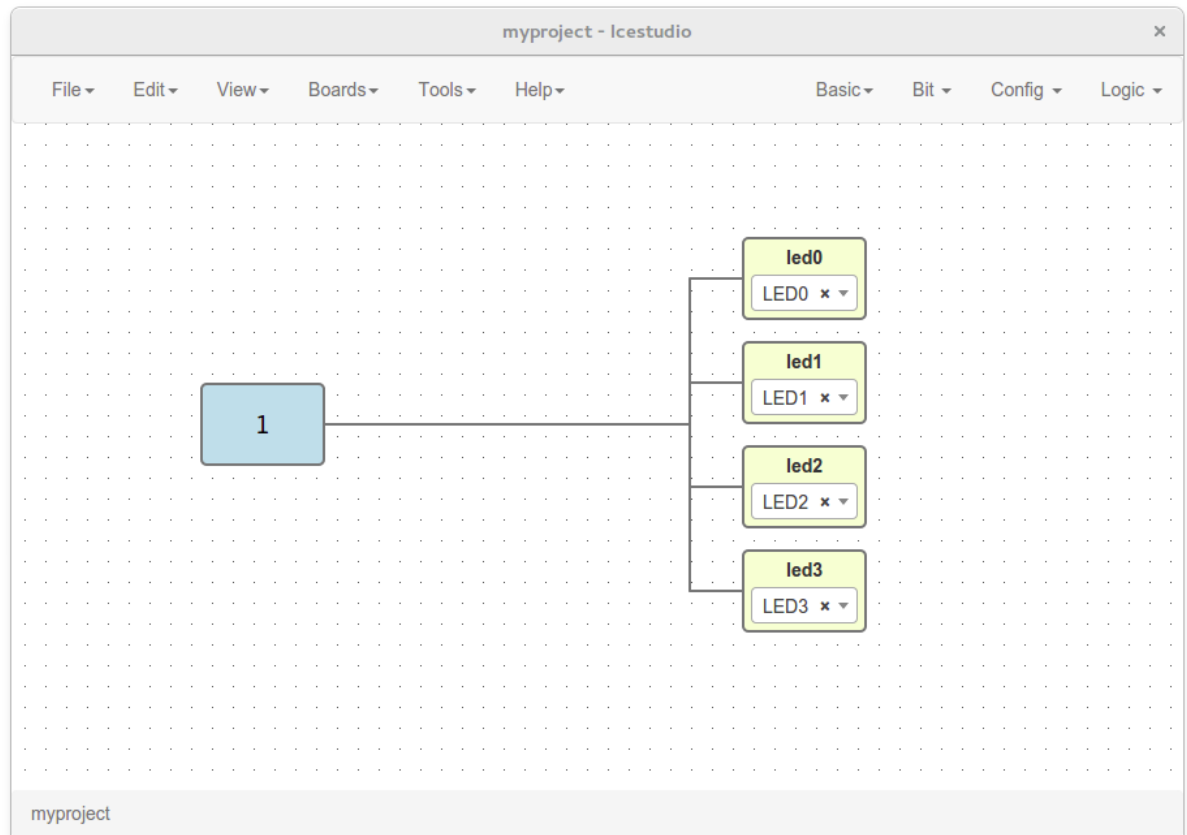 myproject - Icestudio ×
File Edit View Boards Tools Help Basic Bit Config Logic
led0
LED0 ×
led1
LED1 ×
1
led2
LED2 ×
led3
LED3 ×
myproject